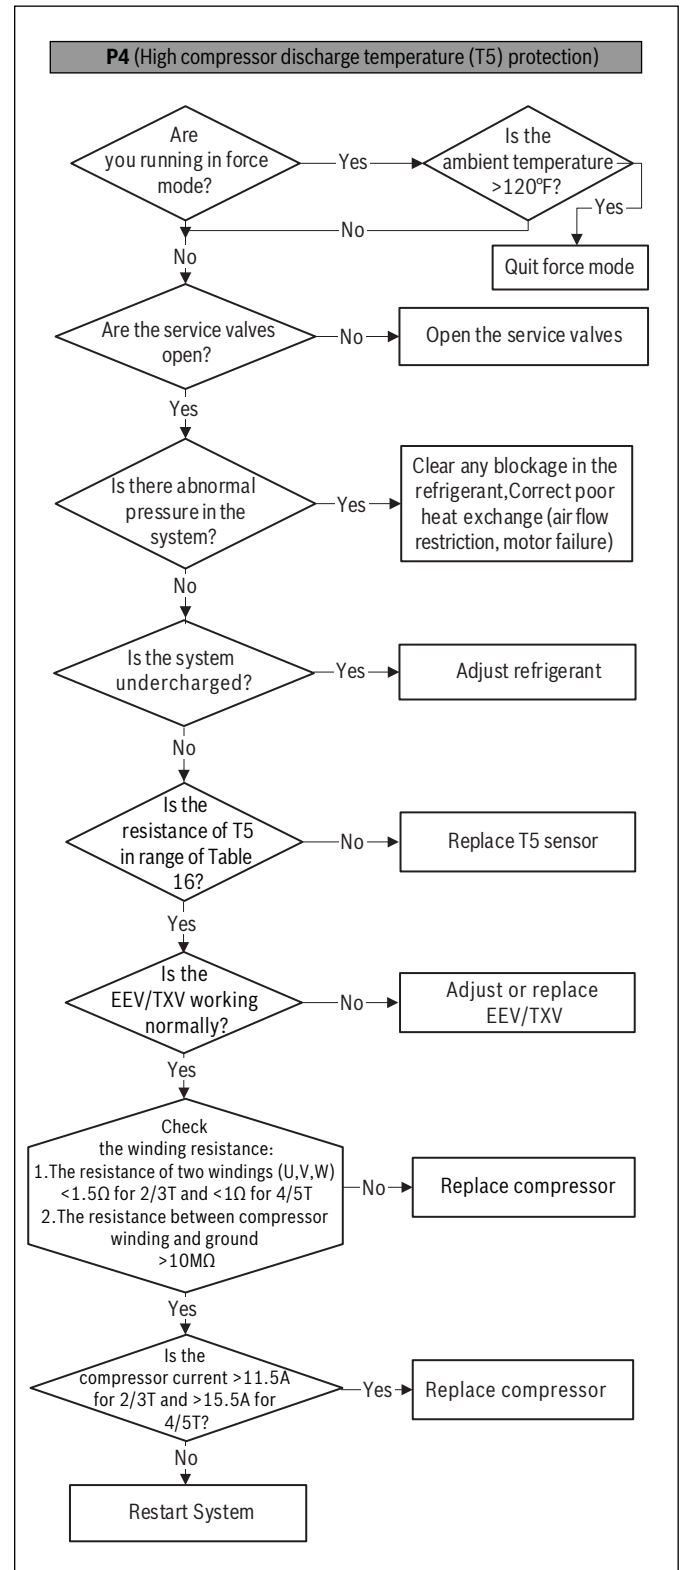 P4 (High compressor discharge temperature (T5) protection)
Are
you running in force
mode?
Yes
Is the
ambient temperature
>120°F?
Yes
No
No
Quit force mode
Are the service valves
open?
No
Open the service valves
Yes
Is there abnormal
pressure in the
system?
Yes
Clear any blockage in the
refrigerant,Correct poor
heat exchange (air flow
restriction, motor failure)
No
Is the system
undercharged?
Yes
Adjust refrigerant
No
Is the
resistance of T5
in range of Table
16?
No
Replace T5 sensor
Yes
Is the
EEV/TXV working
normally?
No
Adjust or replace
EEV/TXV
Yes
Check
the winding resistance:
1.The resistance of two windings (U,V,W)
<1.5Ω for 2/3T and <1Ω for 4/5T
2.The resistance between compressor
winding and ground
>10MΩ
No
Replace compressor
Yes
Is the
compressor current >11.5A
for 2/3T and >15.5A for
4/5T?
Yes
Replace compressor
No
Restart System